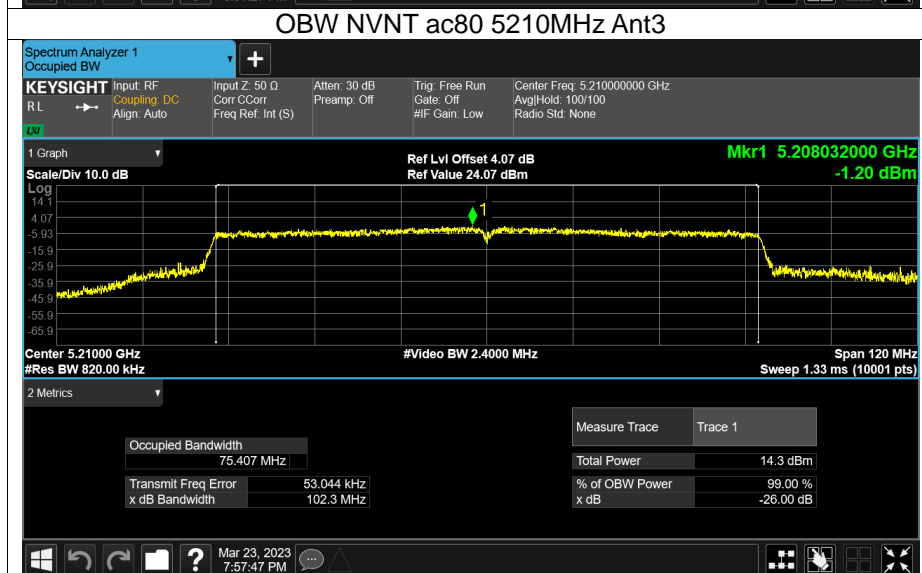 OBW NVNT ac80 5210MHz Ant3
Spectrum Analyzer 1
Occupied BW
+
KEYSIGHT Input: RF Input Z: 50 Ω Atten: 30 dB Trig: Free Run Center Freq: 5.210000000 GHz
RL Coupling: DC Corr CCorr Preamp: Off Gate: Off Avg|Hold: 100/100
Align: Auto Freq Ref: Int (S) #IF Gain: Low Radio Std: None
LXI
1 Graph Ref Lvl Offset 4.07 dB Mkr1 5.208032000 GHz
Scale/Div 10.0 dB Ref Value 24.07 dBm -1.20 dBm
Log
14.1
4.07
1
-5.93
-15.9
-25.9
-35.9
-45.9
-55.9
-65.9
Center 5.21000 GHz #Video BW 2.4000 MHz Span 120 MHz
#Res BW 820.00 kHz Sweep 1.33 ms (10001 pts)
2 Metrics
Measure Trace Trace 1
Occupied Bandwidth
75.407 MHz Total Power 14.3 dBm
Transmit Freq Error 53.044 kHz % of OBW Power 99.00 %
x dB Bandwidth 102.3 MHz x dB -26.00 dB
? Mar 23, 2023
7:57:47 PM